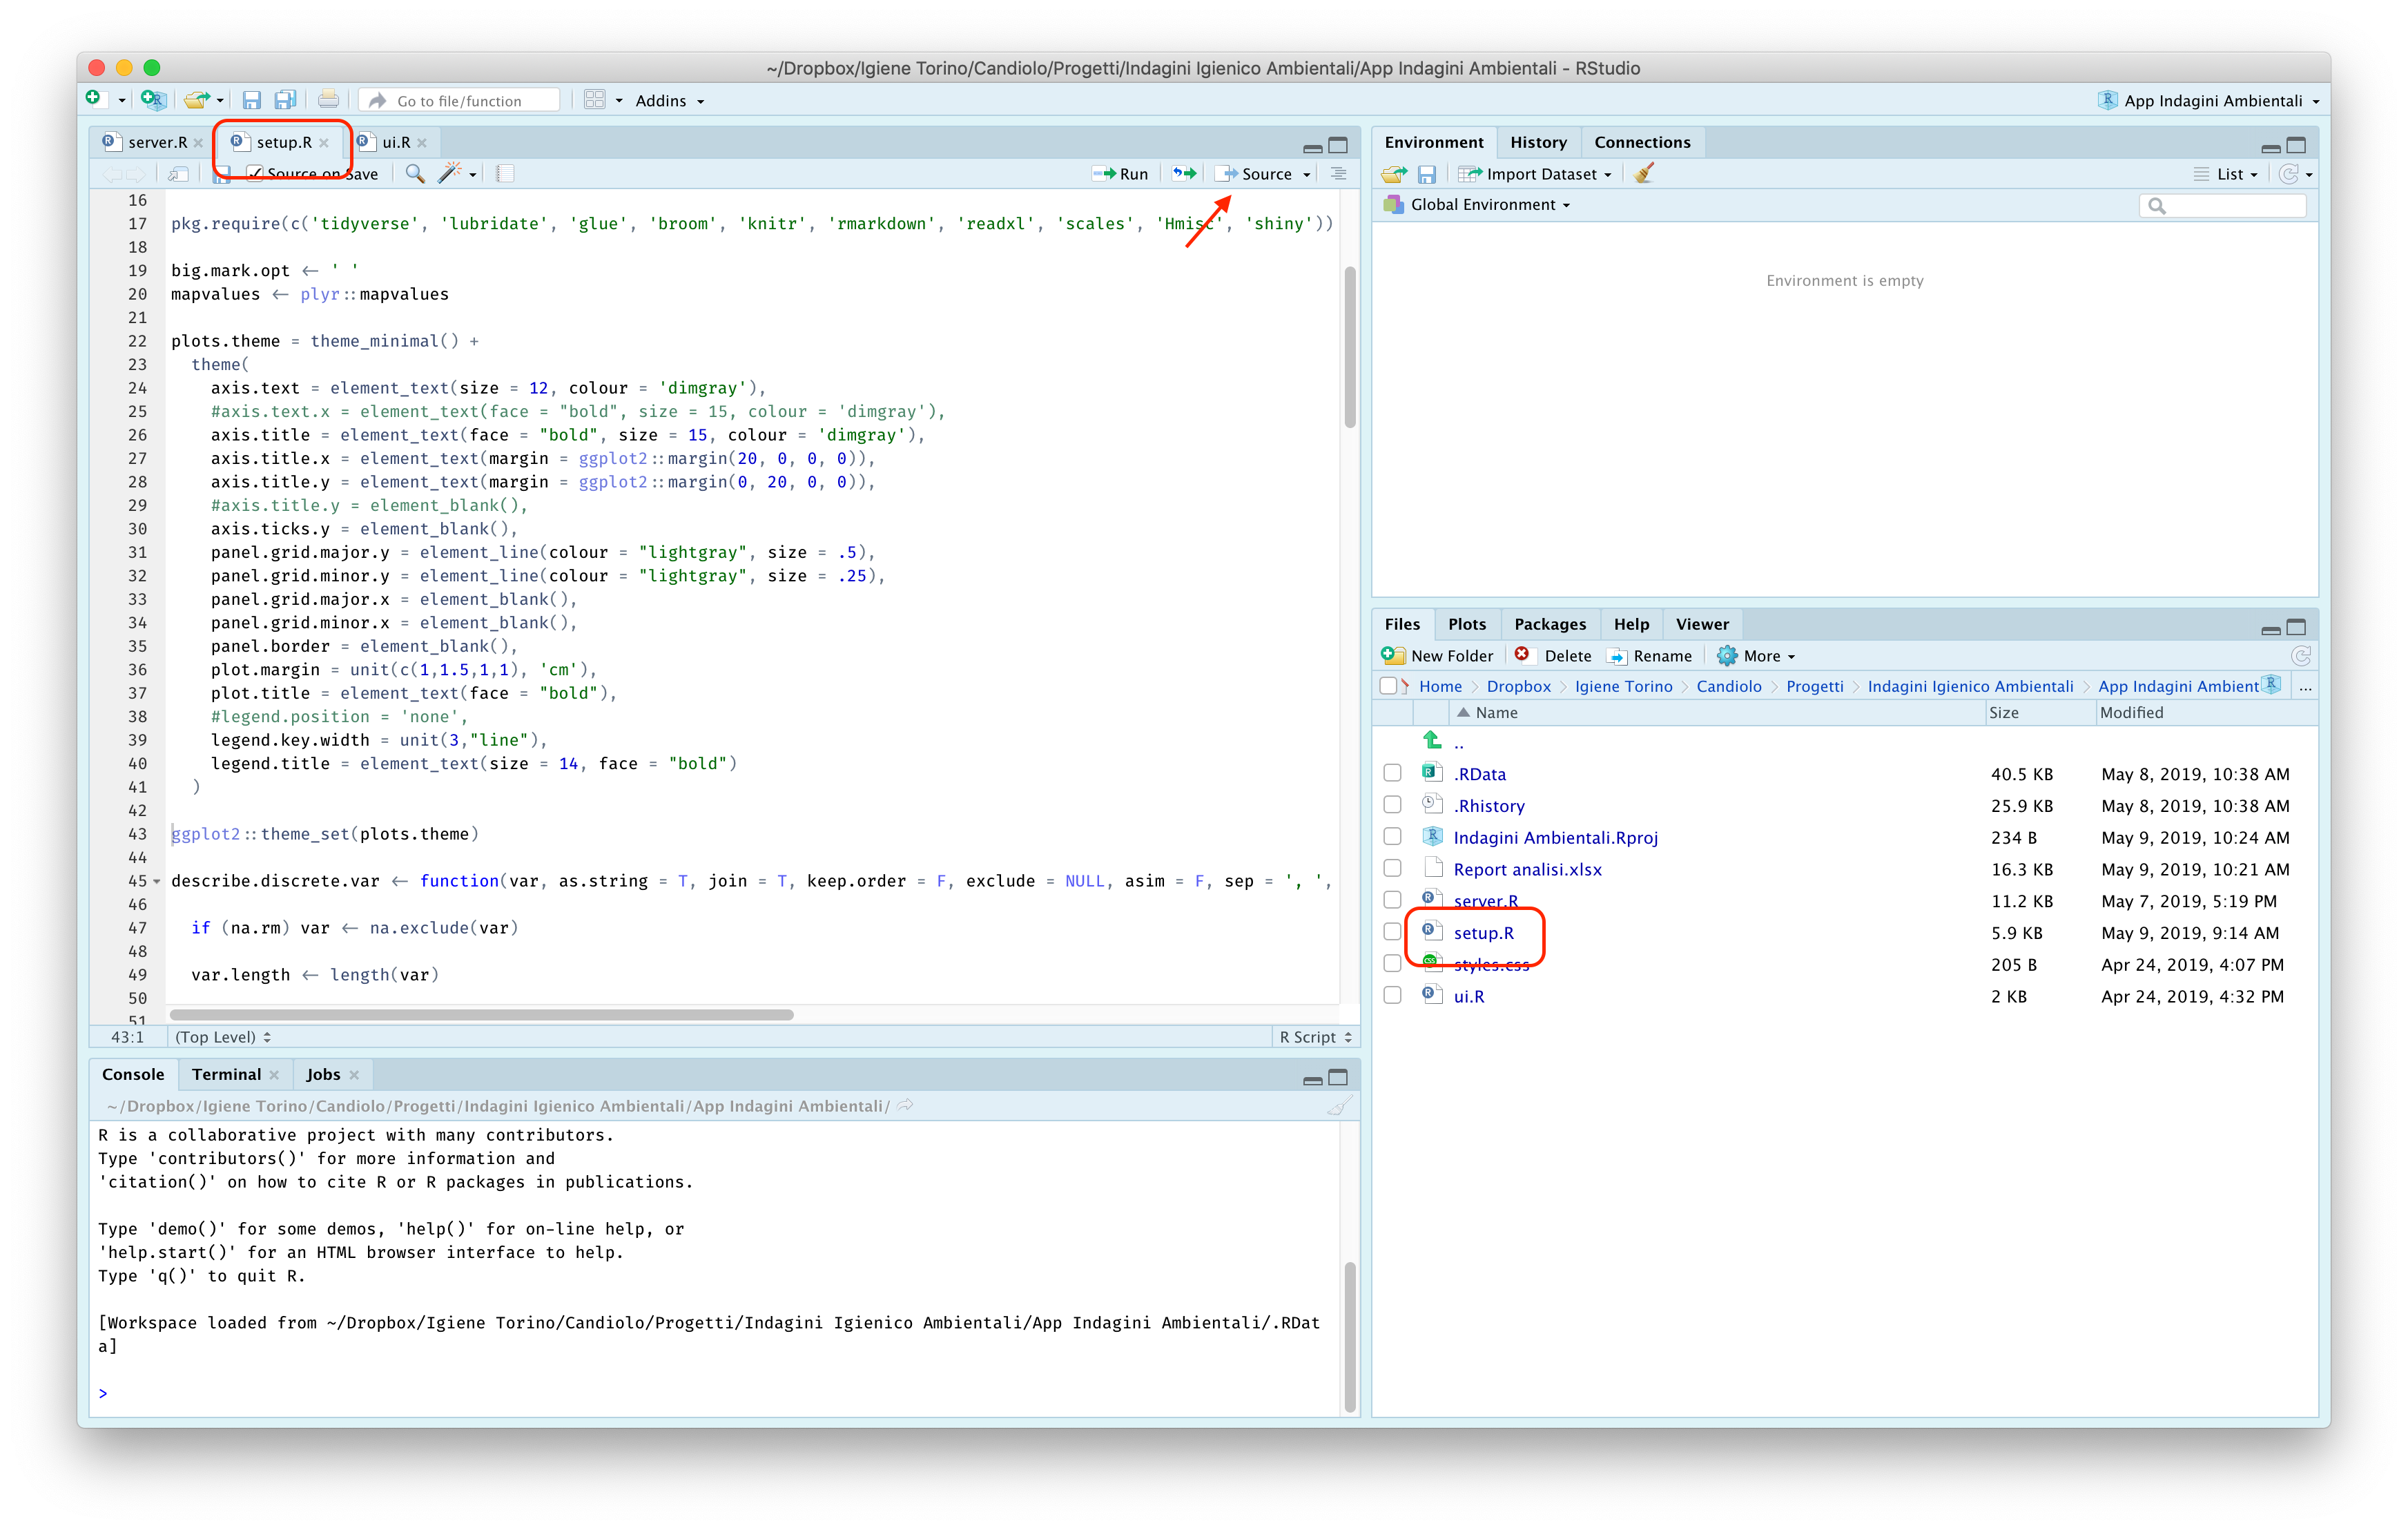 ~/Dropbox/Igiene Torino/Candiolo/Progetti/Indagini Igienico Ambientali/App Indagini Ambientali - RStudio
Go to file/function
Addins
App Indagini Ambientali
server.R
setup.R
ui.R
Source on Save
Run
Source
16
17 pkg.require(c('tidyverse', 'lubridate', 'glue', 'broom', 'knitr', 'rmarkdown', 'readxl', 'scales', 'Hmisc', 'shiny'))
18
19 big.mark.opt <- ' '
20 mapvalues <- plyr::mapvalues
21
22 plots.theme = theme_minimal() +
23 theme(
24 axis.text = element_text(size = 12, colour = 'dimgray'),
25 #axis.text.x = element_text(face = "bold", size = 15, colour = 'dimgray'),
26 axis.title = element_text(face = "bold", size = 15, colour = 'dimgray'),
27 axis.title.x = element_text(margin = ggplot2::margin(20, 0, 0, 0)),
28 axis.title.y = element_text(margin = ggplot2::margin(0, 20, 0, 0)),
29 #axis.title.y = element_blank(),
30 axis.ticks.y = element_blank(),
31 panel.grid.major.y = element_line(colour = "lightgray", size = .5),
32 panel.grid.minor.y = element_line(colour = "lightgray", size = .25),
33 panel.grid.major.x = element_blank(),
34 panel.grid.minor.x = element_blank(),
35 panel.border = element_blank(),
36 plot.margin = unit(c(1,1.5,1,1), 'cm'),
37 plot.title = element_text(face = "bold"),
38 #legend.position = 'none',
39 legend.key.width = unit(3,"line"),
40 legend.title = element_text(size = 14, face = "bold")
41 )
42
43 ggplot2::theme_set(plots.theme)
44
45 describe.discrete.var <- function(var, as.string = T, join = T, keep.order = F, exclude = NULL, asim = F, sep = ', ',
46
47 if (na.rm) var <- na.exclude(var)
48
49 var.length <- length(var)
50
51
43:1
(Top Level)
R Script
Console
Terminal
Jobs
~/Dropbox/Igiene Torino/Candiolo/Progetti/Indagini Igienico Ambientali/App Indagini Ambientali/
R is a collaborative project with many contributors.
Type 'contributors()' for more information and
'citation()' on how to cite R or R packages in publications.
Type 'demo()' for some demos, 'help()' for on-line help, or
'help.start()' for an HTML browser interface to help.
Type 'q()' to quit R.
[Workspace loaded from ~/Dropbox/Igiene Torino/Candiolo/Progetti/Indagini Igienico Ambientali/App Indagini Ambientali/.RDat
a]
>
Environment
History
Connections
Import Dataset
List
Global Environment
Environment is empty
Files
Plots
Packages
Help
Viewer
New Folder
Delete
Rename
More
Home
Dropbox
Igiene Torino
Candiolo
Progetti
Indagini Igienico Ambientali
App Indagini Ambient
...
Name Size Modified
..
.RData 40.5 KB May 8, 2019, 10:38 AM
.Rhistory 25.9 KB May 8, 2019, 10:38 AM
Indagini Ambientali.Rproj 234 B May 9, 2019, 10:24 AM
Report analisi.xlsx 16.3 KB May 9, 2019, 10:21 AM
server.R 11.2 KB May 7, 2019, 5:19 PM
setup.R 5.9 KB May 9, 2019, 9:14 AM
styles.css 205 B Apr 24, 2019, 4:07 PM
ui.R 2 KB Apr 24, 2019, 4:32 PM